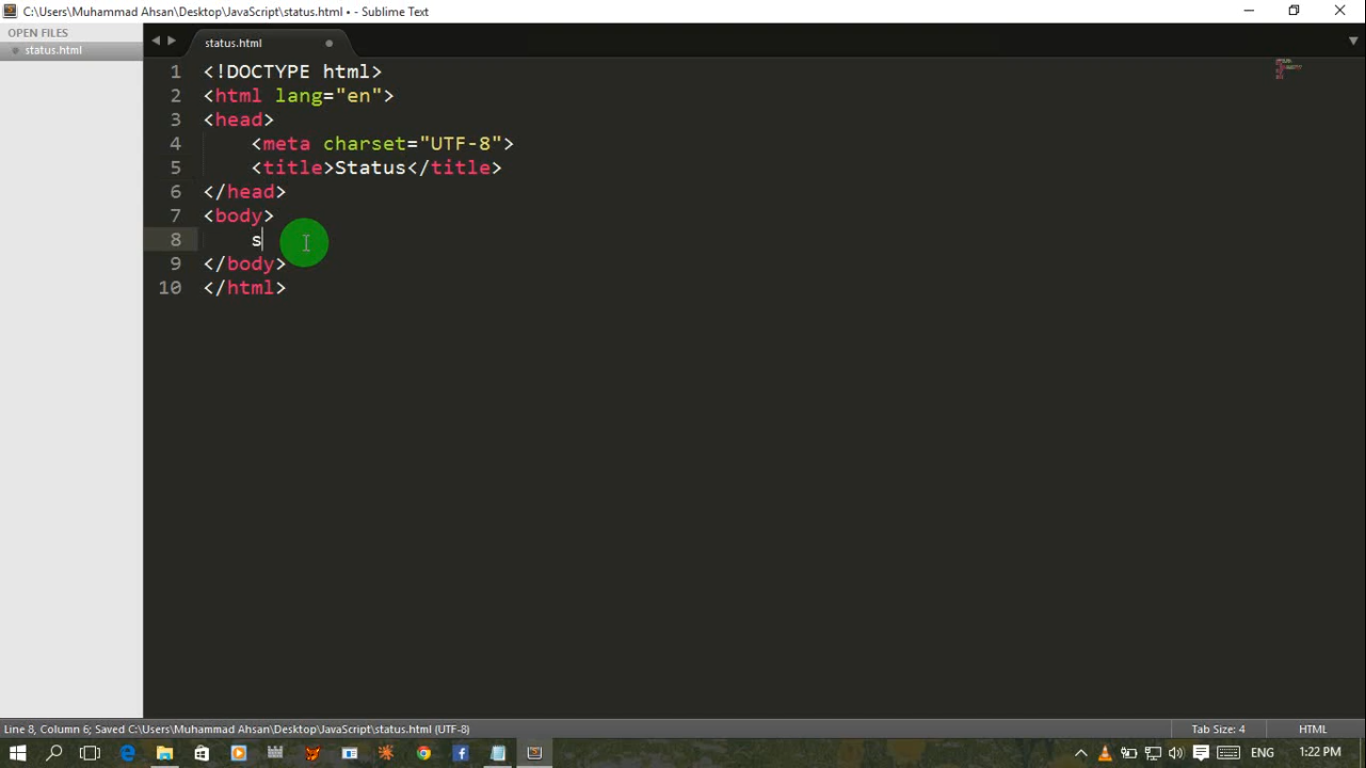 C:\Users\Muhammad Ahsan\Desktop\JavaScript\status.html • - Sublime Text
OPEN FILES
status.html
status.html
1 <!DOCTYPE html>
2 <html lang="en">
3 <head>
4 <meta charset="UTF-8">
5 <title>Status</title>
6 </head>
7 <body>
8 s
9 </body>
10 </html>
Line 8, Column 6; Saved C:\Users\Muhammad Ahsan\Desktop\JavaScript\status.html (UTF-8)
Tab Size: 4
HTML
ENG
1:22 PM